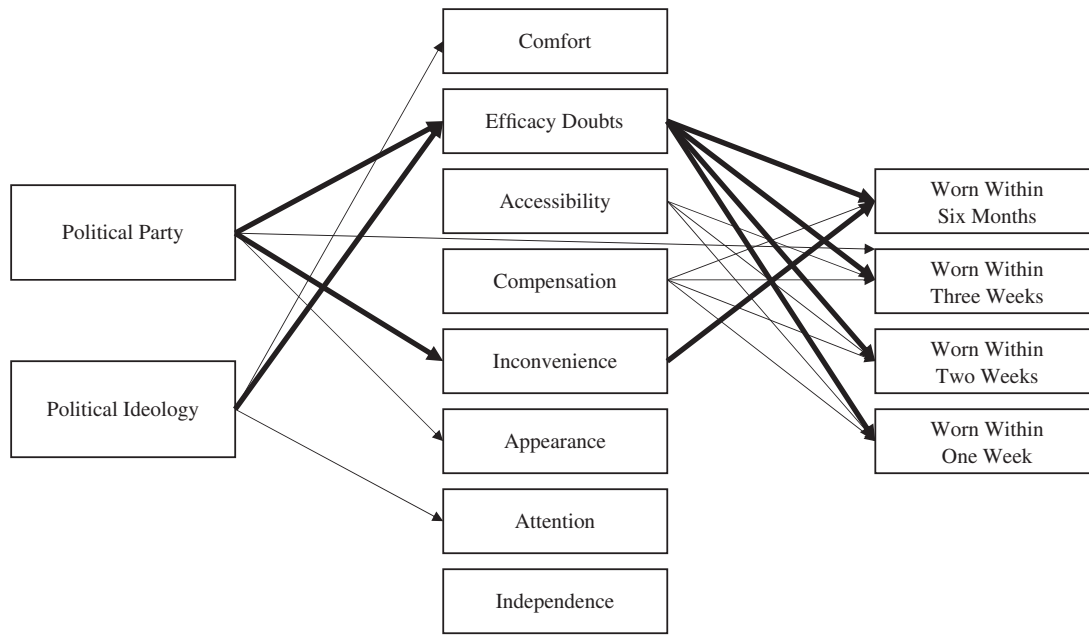 Political Party
Political Ideology
Comfort
Efficacy Doubts
Accessibility
Compensation
Inconvenience
Appearance
Attention
Independence
Worn Within
Six Months
Worn Within
Three Weeks
Worn Within
Two Weeks
Worn Within
One Week